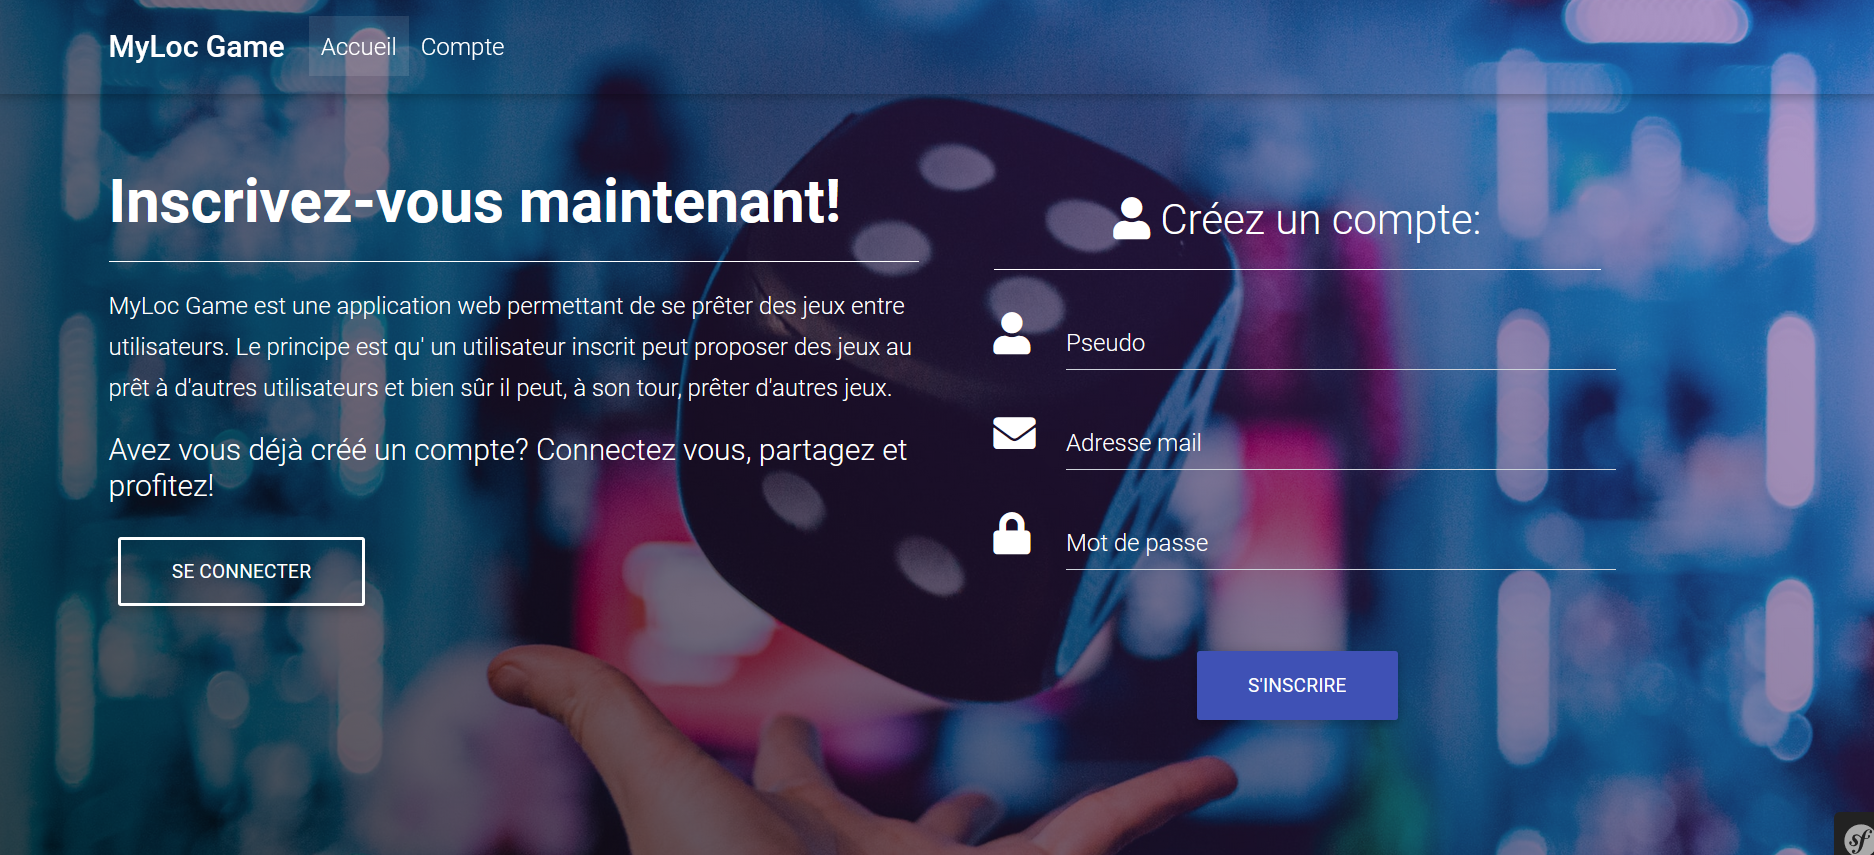 MyLoc Game
Accueil
Compte
Inscrivez-vous maintenant!
MyLoc Game est une application web permettant de se prêter des jeux entre
utilisateurs. Le principe est qu' un utilisateur inscrit peut proposer des jeux au
prêt à d'autres utilisateurs et bien sûr il peut, à son tour, prêter d'autres jeux.
Avez vous déjà créé un compte? Connectez vous, partagez et
profitez!
SE CONNECTER
Créez un compte:
Pseudo
Adresse mail
Mot de passe
S'INSCRIRE
sf